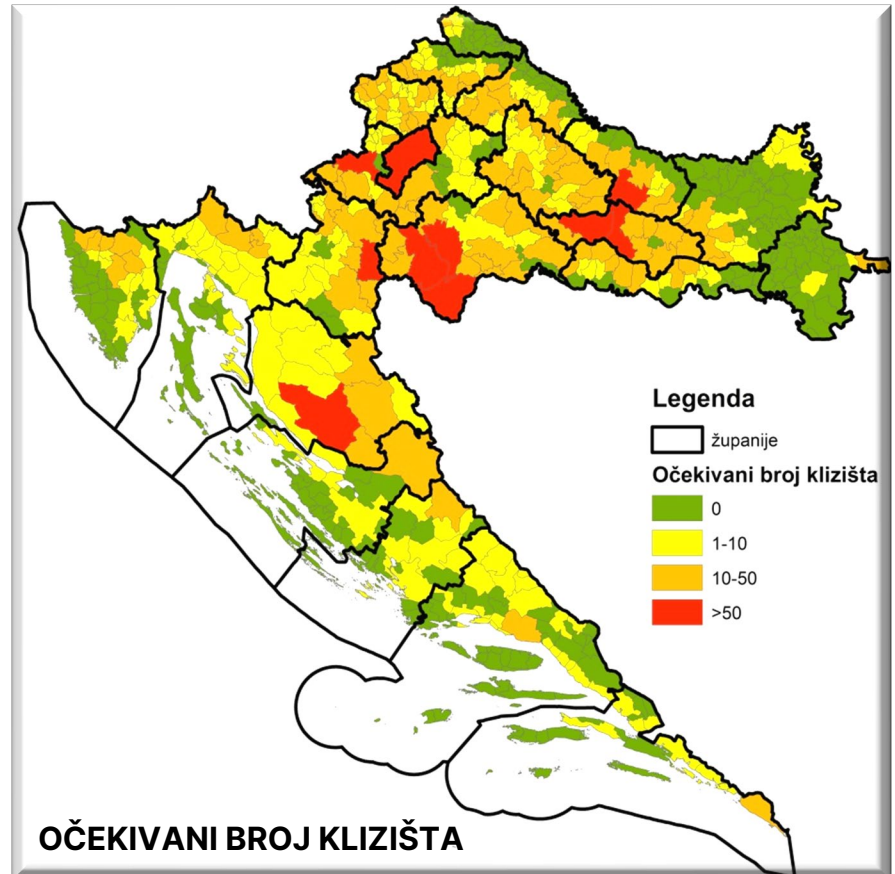 Legenda
županije
Očekivani broj klizišta
0
1-10
10-50
>50
OČEKIVANI BROJ KLIZIŠTA